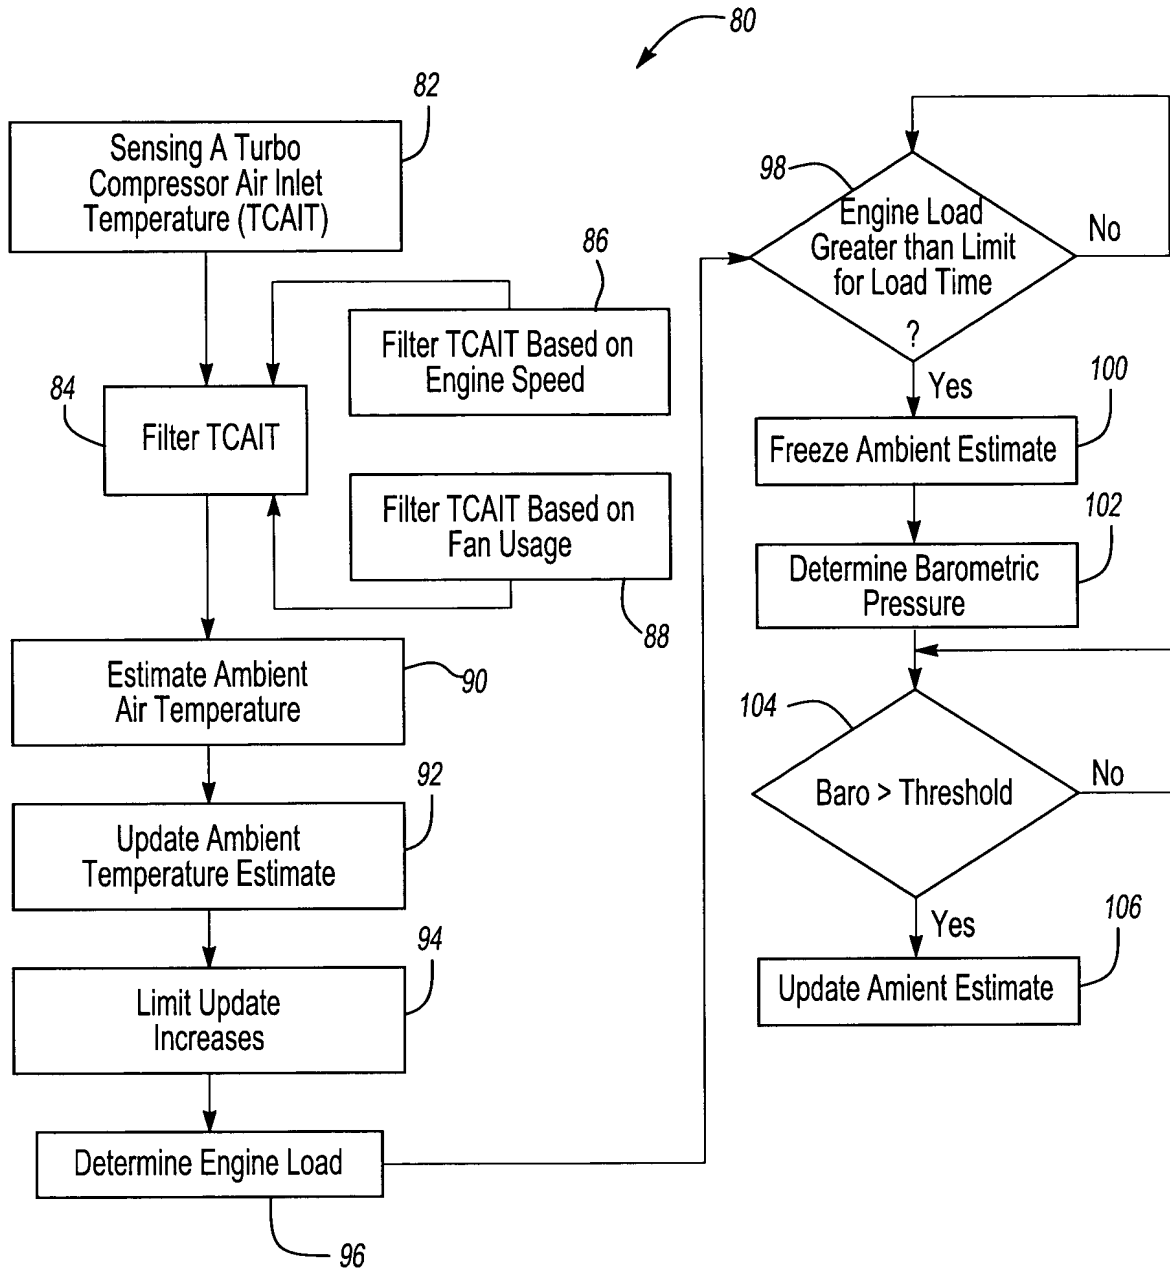 80
82
Sensing A Turbo
Compressor Air Inlet
Temperature (TCAIT)
86
Filter TCAIT Based on
Engine Speed
84
Filter TCAIT
Filter TCAIT Based on
Fan Usage
88
90
Estimate Ambient
Air Temperature
92
Update Ambient
Temperature Estimate
94
Limit Update
Increases
Determine Engine Load
96
98
Engine Load
Greater than Limit
for Load Time
?
No
Yes
100
Freeze Ambient Estimate
102
Determine Barometric
Pressure
104
Baro > Threshold
No
Yes
106
Update Amient Estimate